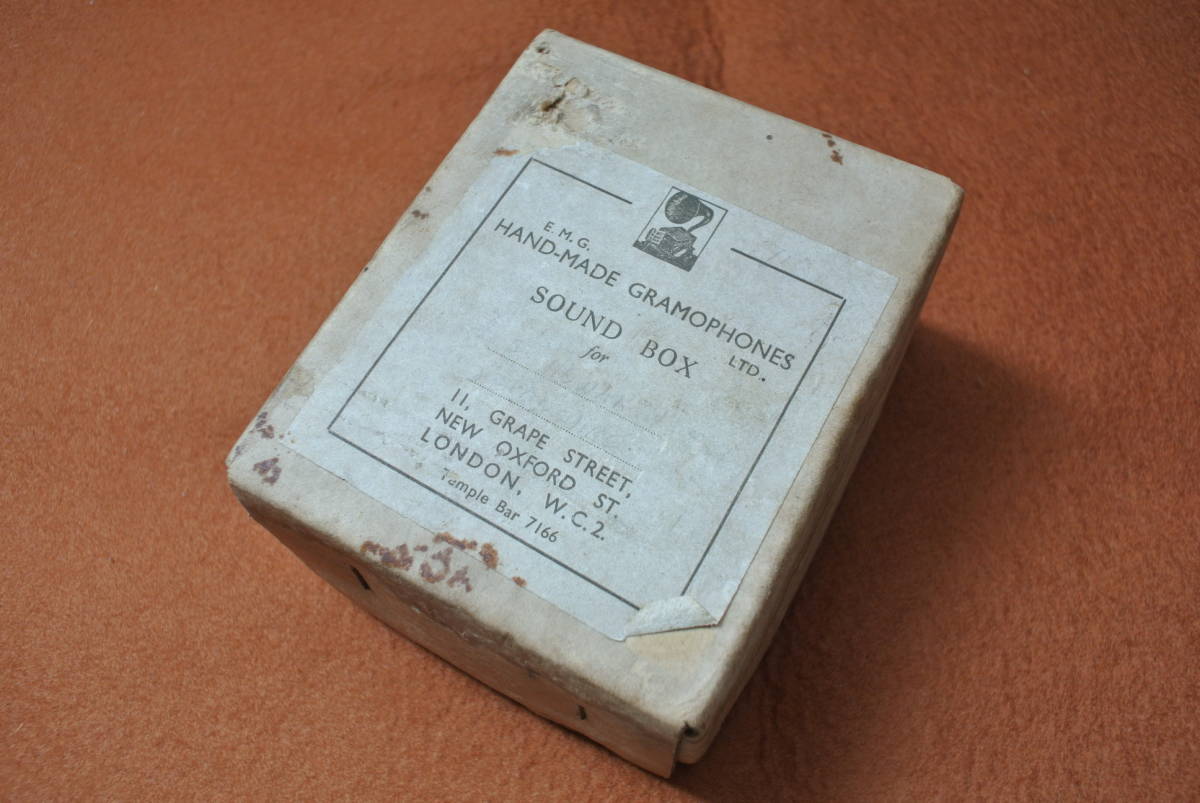 E. M. G.
HAND-MADE GRAMOPHONES
LTD.
SOUND BOX
for
11, GRAPE STREET,
NEW OXFORD ST.
LONDON, W.C.2.
Temple Bar 7166